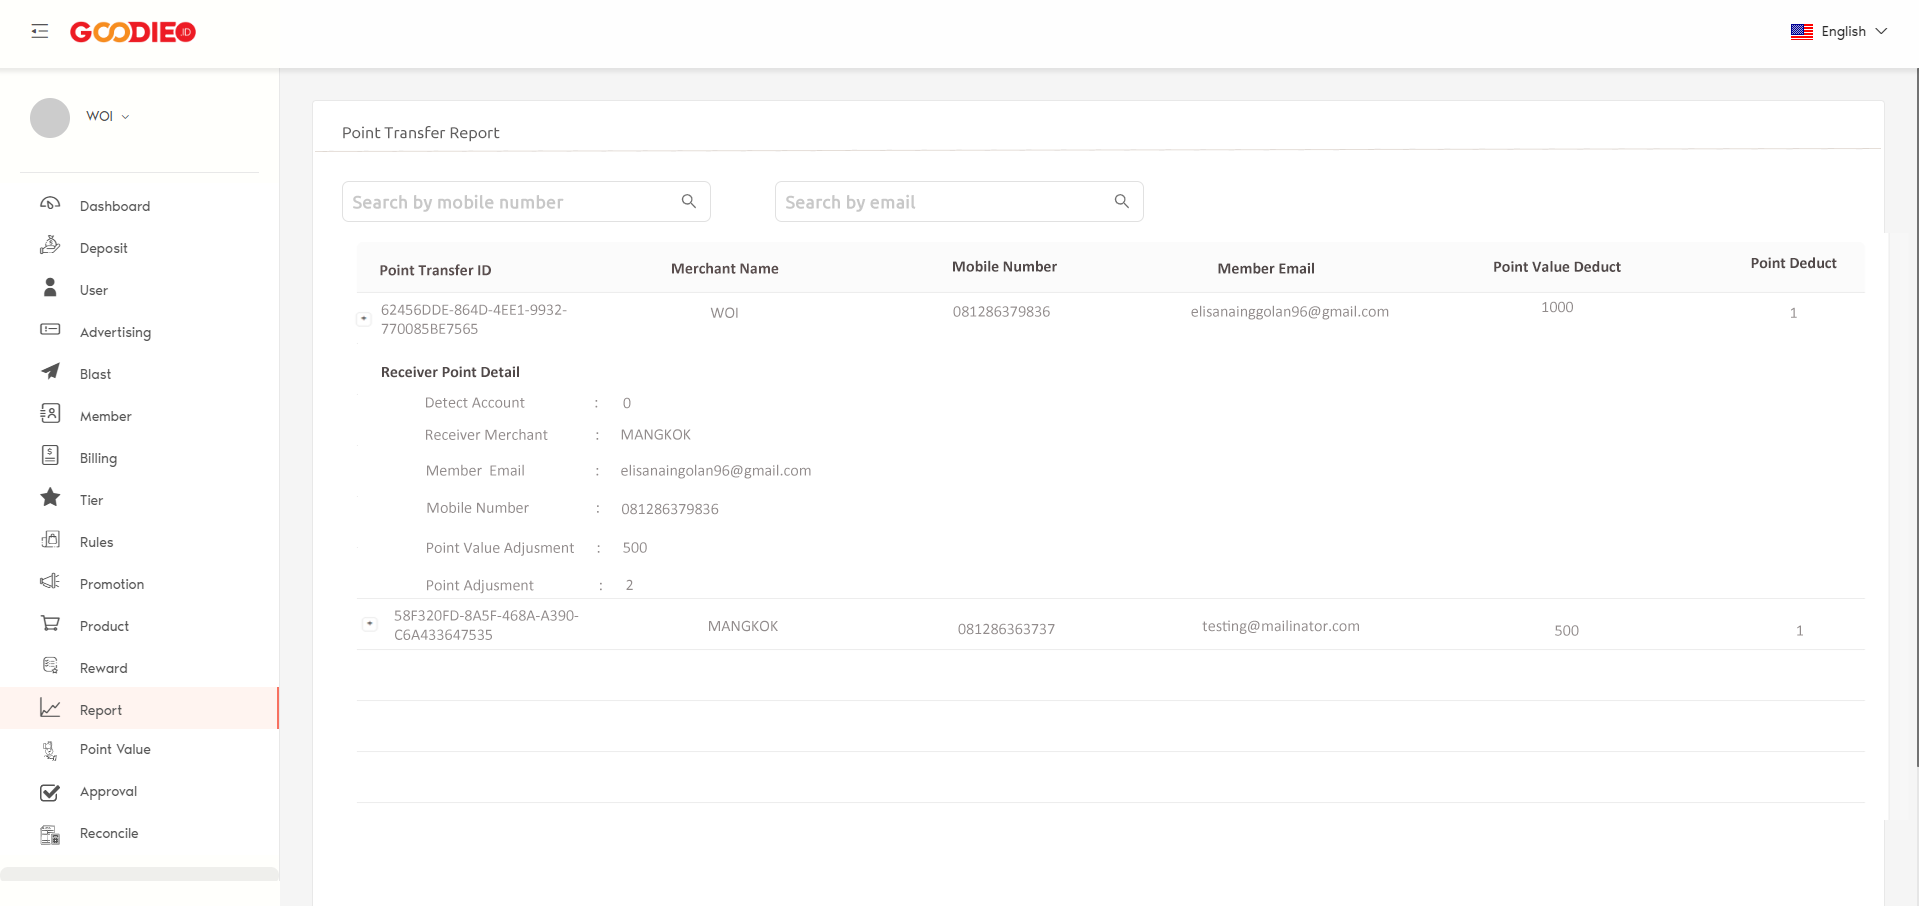 GOODIE.ID
English
WOI
Dashboard
Deposit
User
Advertising
Blast
Member
Billing
Tier
Rules
Promotion
Product
Reward
Report
Point Value
Approval
Reconcile
Point Transfer Report
Search by mobile number
Search by email
Point Transfer ID Merchant Name Mobile Number Member Email Point Value Deduct Point Deduct
62456DDE-864D-4EE1-9932-
770085BE7565
WOI 081286379836 elisanainggolan96@gmail.com 1000 1
Receiver Point Detail
Detect Account : 0
Receiver Merchant : MANGKOK
Member Email : elisanaingolan96@gmail.com
Mobile Number : 081286379836
Point Value Adjusment : 500
Point Adjusment : 2
58F320FD-8A5F-468A-A390-
C6A433647535
MANGKOK 081286363737 testing@mailinator.com 500 1